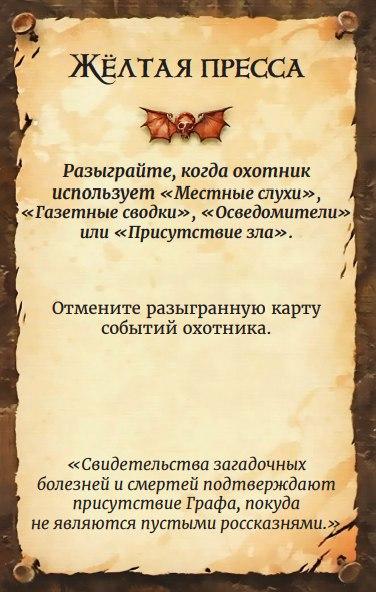 Жёлтая пресса
Разыграйте, когда охотник
использует «Местные слухи»,
«Газетные сводки», «Осведомители»
или «Присутствие зла».
Отмените разыгранную карту
событий охотника.
«Свидетельства загадочных
болезней и смертей подтверждают
присутствие Графа, покуда
не являются пустыми россказнями.»